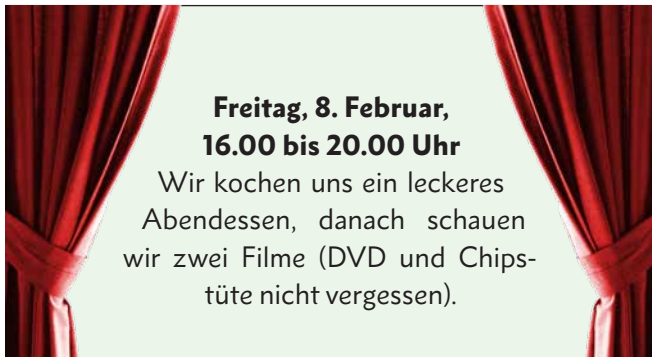 Freitag, 8. Februar,
16.00 bis 20.00 Uhr
Wir kochen uns ein leckeres
Abendessen, danach schauen
wir zwei Filme (DVD und Chips-
tüte nicht vergessen).